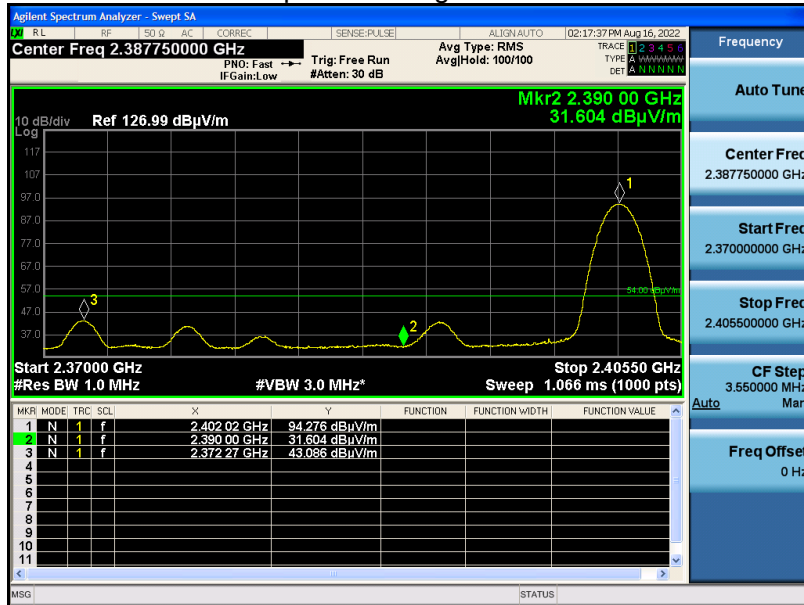 Agilent Spectrum Analyzer - Swept SA
LXI RL RF 50 Ω AC CORREC SENSE:PULSE ALIGN AUTO 02:17:37 PM Aug 16, 2022
Center Freq 2.387750000 GHz
PNO: Fast
IFGain:Low
Trig: Free Run
#Atten: 30 dB
Avg Type: RMS
Avg|Hold: 100/100
TRACE 1 2 3 4 5 6
TYPE A WWWWW
DET A N N N N N
Mkr2 2.390 00 GHz
31.604 dBµV/m
10 dB/div Ref 126.99 dBµV/m
Log
117
107
97.0
87.0
77.0
67.0
57.0
47.0
37.0
1
2
3
54.00 dBµV/m
Start 2.37000 GHz Stop 2.40550 GHz
#Res BW 1.0 MHz #VBW 3.0 MHz* Sweep 1.066 ms (1000 pts)
MKR MODE TRC SCL X Y FUNCTION FUNCTION WIDTH FUNCTION VALUE
1 N 1 f 2.402 02 GHz 94.276 dBµV/m
2 N 1 f 2.390 00 GHz 31.604 dBµV/m
3 N 1 f 2.372 27 GHz 43.086 dBµV/m
4
5
6
7
8
9
10
11
MSG STATUS
Frequency
Auto Tune
Center Freq
2.387750000 GHz
Start Freq
2.370000000 GHz
Stop Freq
2.405500000 GHz
CF Step
3.550000 MHz
Auto Man
Freq Offset
0 Hz